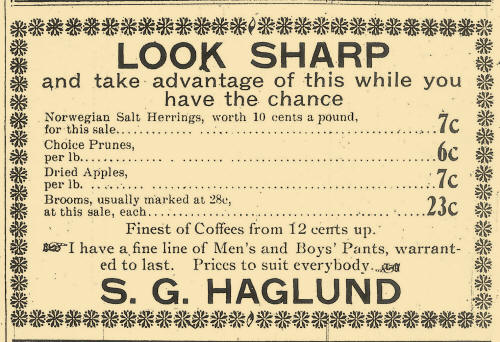 LOOK SHARP
and take advantage of this while you
have the chance
Norwegian Salt Herrings, worth 10 cents a pound,
for this sale........................................................7c
Choice Prunes,
per lb................................................................6c
Dried Apples,
per lb. ..............................................................7c
Brooms, usually marked at 28c,
at this sale, each..................................................23c
Finest of Coffees from 12 cents up.
I have a fine line of Men's and Boys' Pants, warrant-
ed to last. Prices to suit everybody.
S. G. HAGLUND